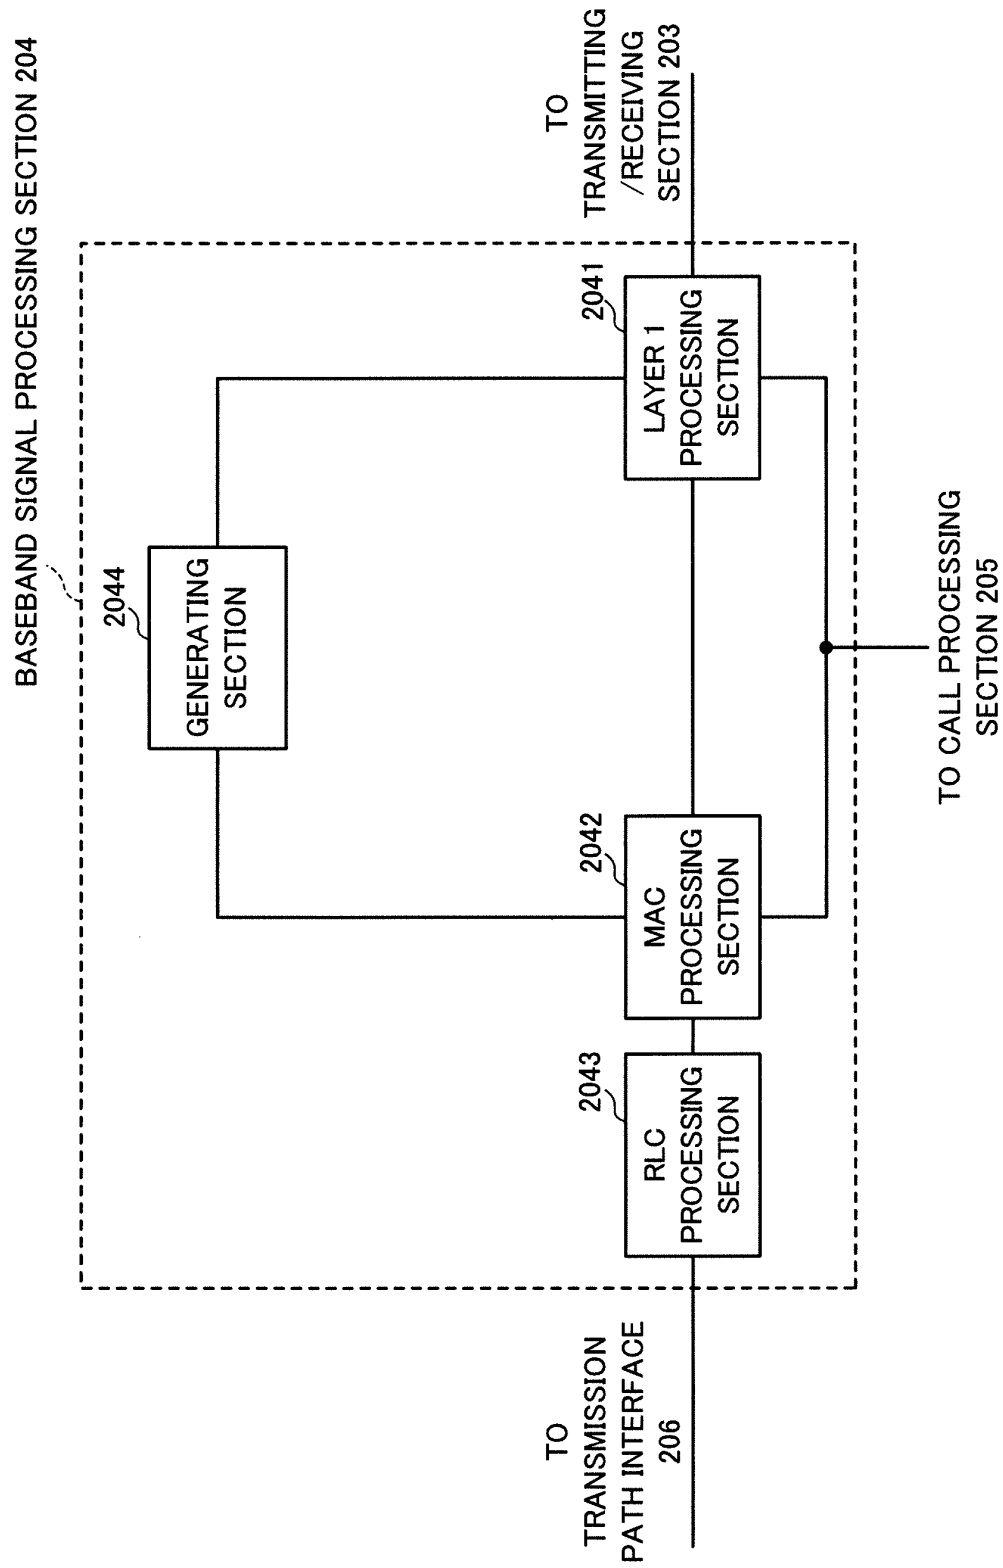 BASEBAND SIGNAL PROCESSING SECTION 204
2044
GENERATING
SECTION
TO
TRANSMISSION
PATH INTERFACE
206
2043
RLC
PROCESSING
SECTION
2042
MAC
PROCESSING
SECTION
2041
LAYER 1
PROCESSING
SECTION
TO
TRANSMITTING
/RECEIVING
SECTION 203
TO CALL PROCESSING
SECTION 205